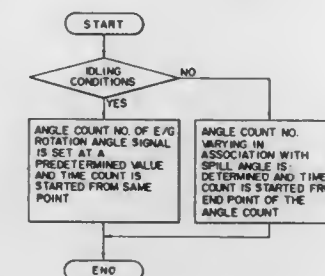 START
IDLING
CONDITIONS
NO
YES
ANGLE COUNT NO. OF E/G
ROTATION ANGLE SIGNAL
IS SET AT A
PREDETERMINED VALUE
AND TIME COUNT IS
STARTED FROM SAME
POINT
ANGLE COUNT NO.
VARYING IN
ASSOCIATION WITH
SPILL ANGLE IS
DETERMINED AND TIME
COUNT IS STARTED FRO
END POINT OF THE
ANGLE COUNT
END